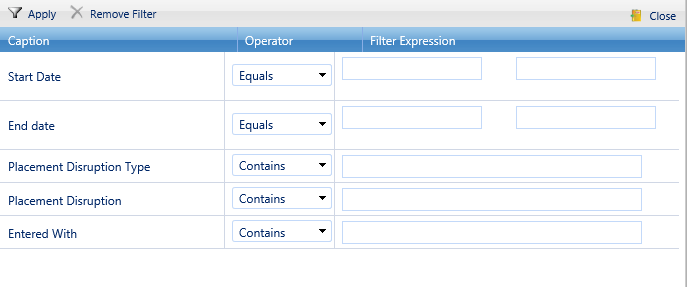 Apply Remove Filter Close
Caption Operator Filter Expression
Start Date Equals
End date Equals
Placement Disruption Type Contains
Placement Disruption Contains
Entered With Contains